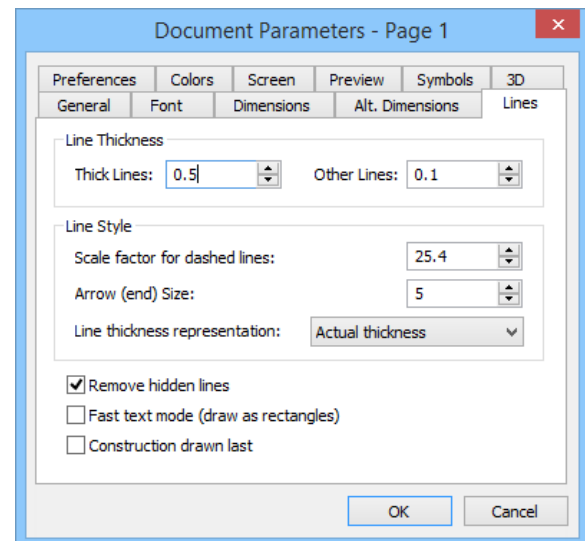 Document Parameters - Page 1
Preferences Colors Screen Preview Symbols 3D
General Font Dimensions Alt. Dimensions Lines
Line Thickness
Thick Lines: 0.5 Other Lines: 0.1
Line Style
Scale factor for dashed lines: 25.4
Arrow (end) Size: 5
Line thickness representation: Actual thickness
Remove hidden lines
Fast text mode (draw as rectangles)
Construction drawn last
OK Cancel